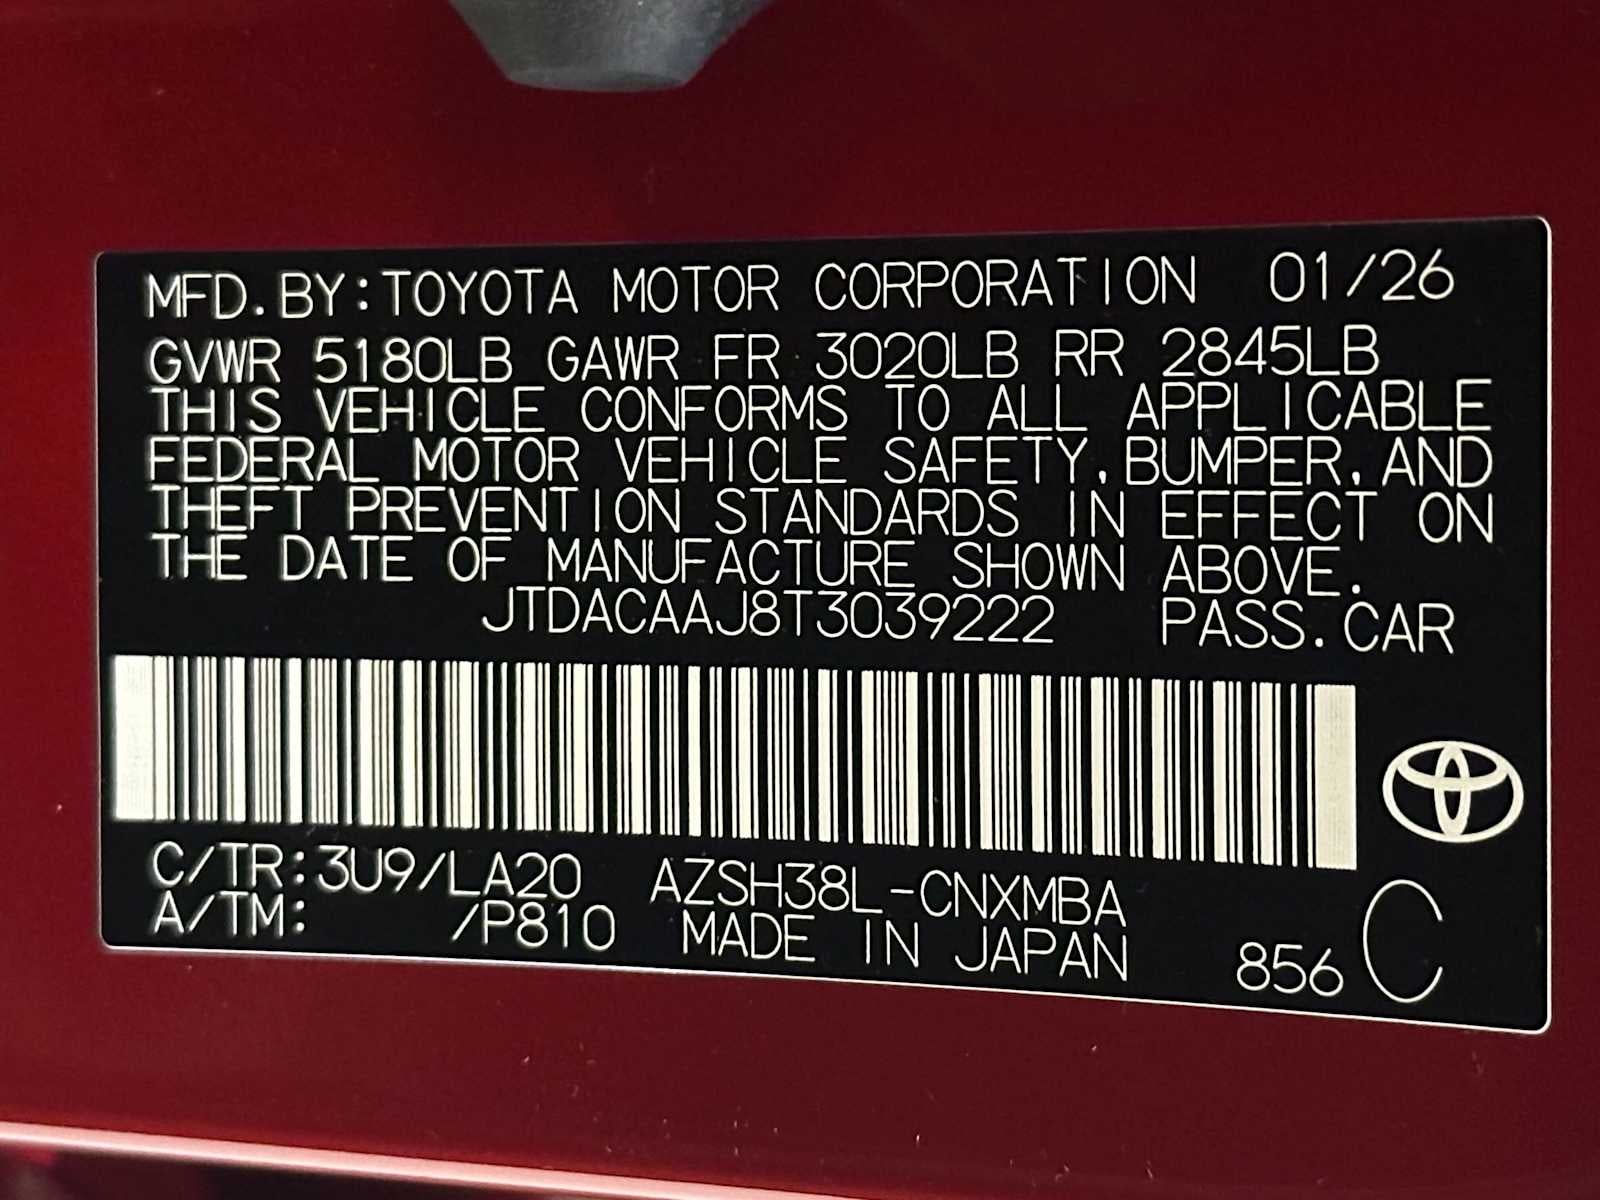 MFD.BY:TOYOTA MOTOR CORPORATION 01/26
GVWR 5180LB GAWR FR 3020LB RR 2845LB
THIS VEHICLE CONFORMS TO ALL APPLICABLE
FEDERAL MOTOR VEHICLE SAFETY,BUMPER,AND
THEFT PREVENTION STANDARDS IN EFFECT ON
THE DATE OF MANUFACTURE SHOWN ABOVE.
JTDACAAJ8T3039222 PASS.CAR
C/TR:3U9/LA20 AZSH38L-CNXMBA
A/TM: /P810 MADE IN JAPAN 856 C